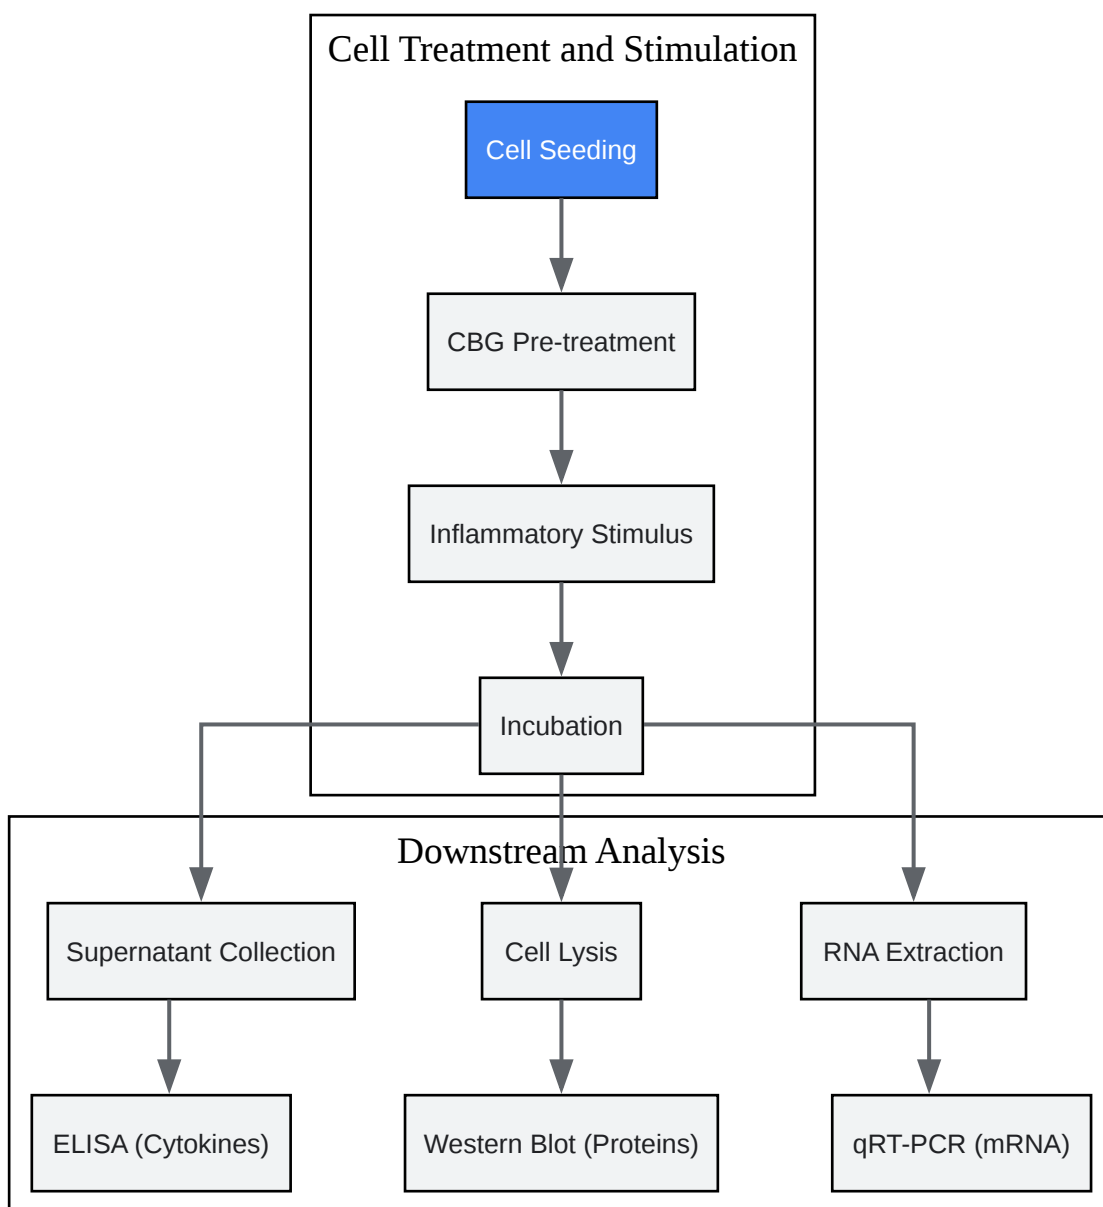 Cell Treatment and Stimulation
Cell Seeding
CBG Pre-treatment
Inflammatory Stimulus
Incubation
Downstream Analysis
Supernatant Collection
Cell Lysis
RNA Extraction
ELISA (Cytokines)
Western Blot (Proteins)
qRT-PCR (mRNA)